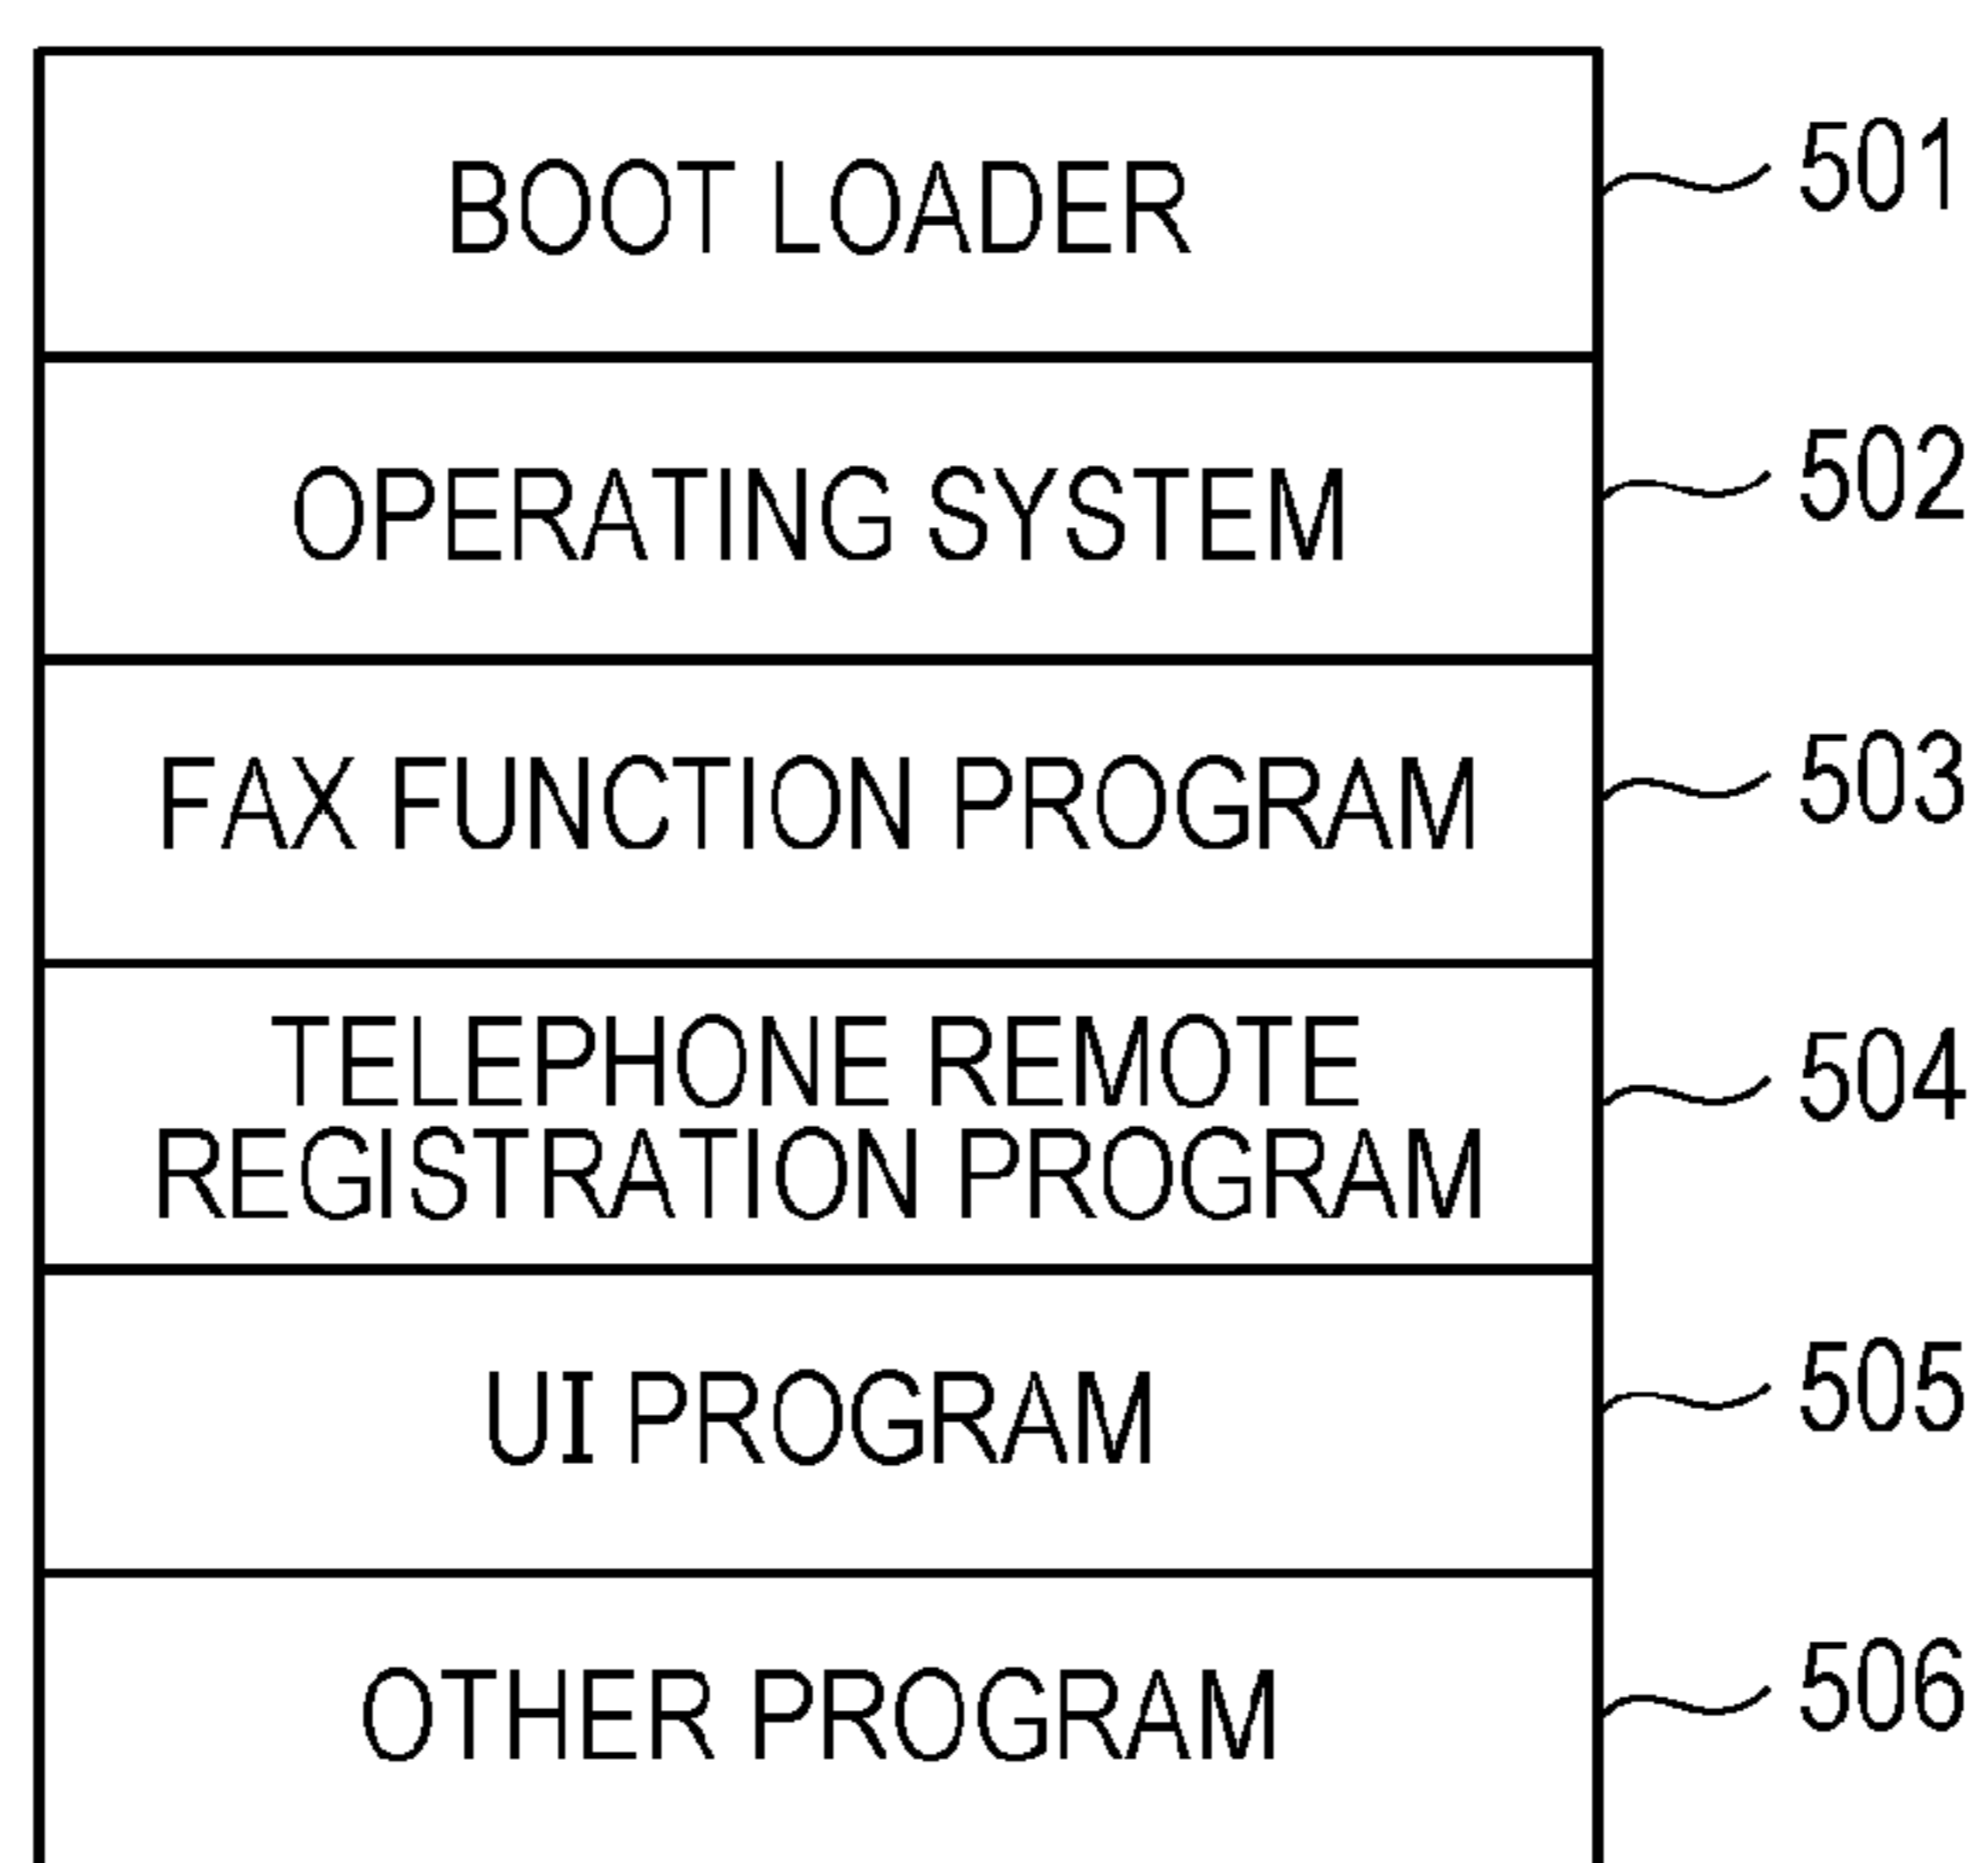 BOOT LOADER 501
OPERATING SYSTEM 502
FAX FUNCTION PROGRAM 503
TELEPHONE REMOTE
REGISTRATION PROGRAM 504
UI PROGRAM 505
OTHER PROGRAM 506